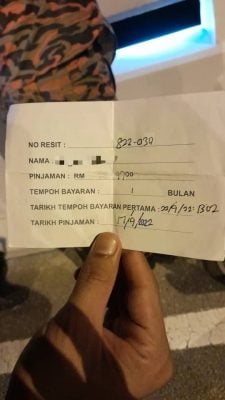 NO RESIT : 822-030
NAMA :
PINJAMAN : RM
TEMPOH BAYARAN : 1 BULAN
TARIKH TEMPOH BAYARAN PERTAMA :
TARIKH PINJAMAN :